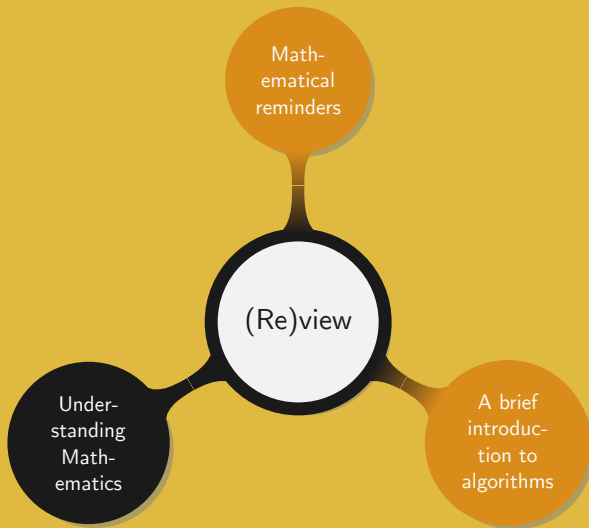 Math-
ematical
reminders
(Re)view
Under-
standing
Math-
ematics
A brief
introduc-
tion to
algorithms